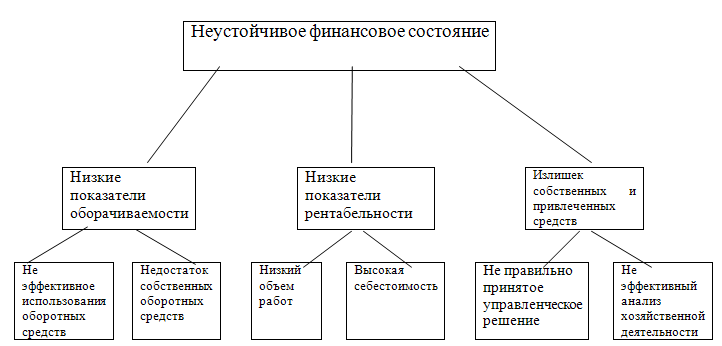 Неустойчивое финансовое состояние
Низкие
показатели
оборачиваемости
Низкие
показатели
рентабельности
Излишек
собственных и
привлеченных
средств
Не
эффективное
использования
оборотных
средств
Недостаток
собственных
оборотных
средств
Низкий
объем
работ
Высокая
себестоимость
Не правильно
принятое
управленческое
решение
Не
эффективный
анализ
хозяйственной
деятельности